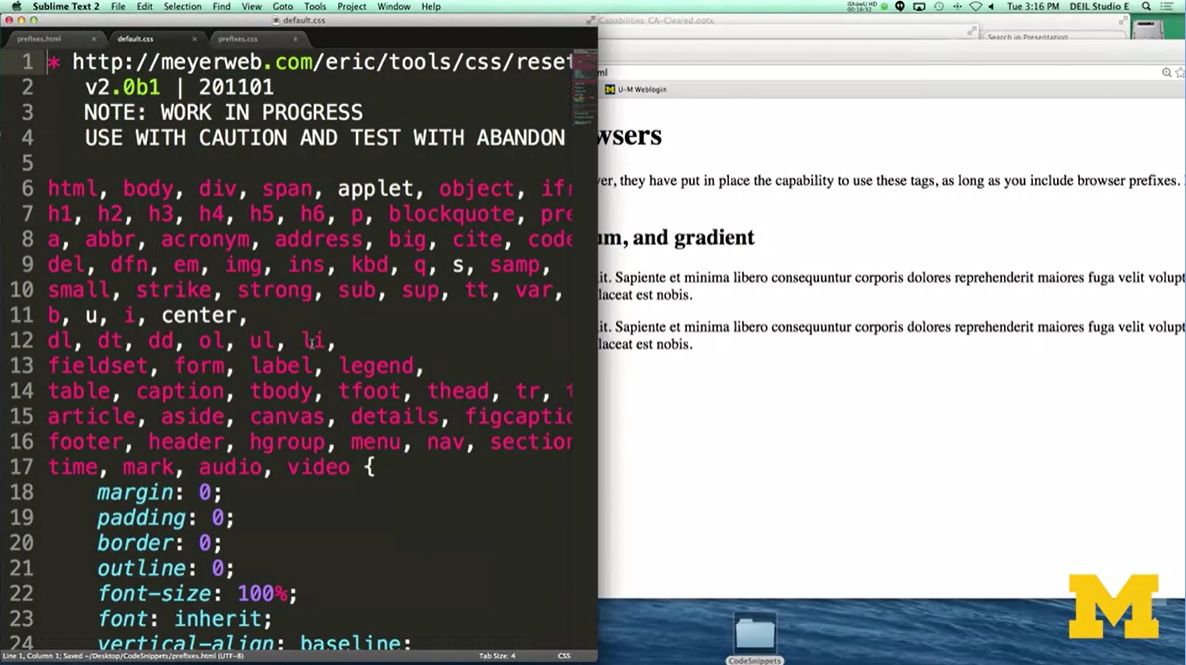 Sublime Text 2 File Edit Selection Find View Goto Tools Project Window Help
Tue 3:16 PM DEIL Studio E
default.css
Capabilities CA-Cleared.pptx
prefixes.html × default.css × prefixes.css ×
Search in Presentation
1 * http://meyerweb.com/eric/tools/css/reset
2 v2.0b1 | 201101
3 NOTE: WORK IN PROGRESS
4 USE WITH CAUTION AND TEST WITH ABANDON
5
6 html, body, div, span, applet, object, ifr
7 h1, h2, h3, h4, h5, h6, p, blockquote, pre
8 a, abbr, acronym, address, big, cite, code
9 del, dfn, em, img, ins, kbd, q, s, samp,
10 small, strike, strong, sub, sup, tt, var,
11 b, u, i, center,
12 dl, dt, dd, ol, ul, li,
13 fieldset, form, label, legend,
14 table, caption, tbody, tfoot, thead, tr, t
15 article, aside, canvas, details, figcaptio
16 footer, header, hgroup, menu, nav, section
17 time, mark, audio, video {
18 margin: 0;
19 padding: 0;
20 border: 0;
21 outline: 0;
22 font-size: 100%;
23 font: inherit;
24 vertical-align: baseline;
Line 1, Column 1; Saved ~/Desktop/CodeSnippets/prefixes.html (UTF-8) Tab Size: 4 CSS
ml
U-M Weblogin
wsers
ver, they have put in place the capability to use these tags, as long as you include browser prefixes.
um, and gradient
lit. Sapiente et minima libero consequuntur corporis dolores reprehenderit maiores fuga velit volupt
laceat est nobis.
lit. Sapiente et minima libero consequuntur corporis dolores reprehenderit maiores fuga velit volupt
laceat est nobis.
M
CodeSnippets